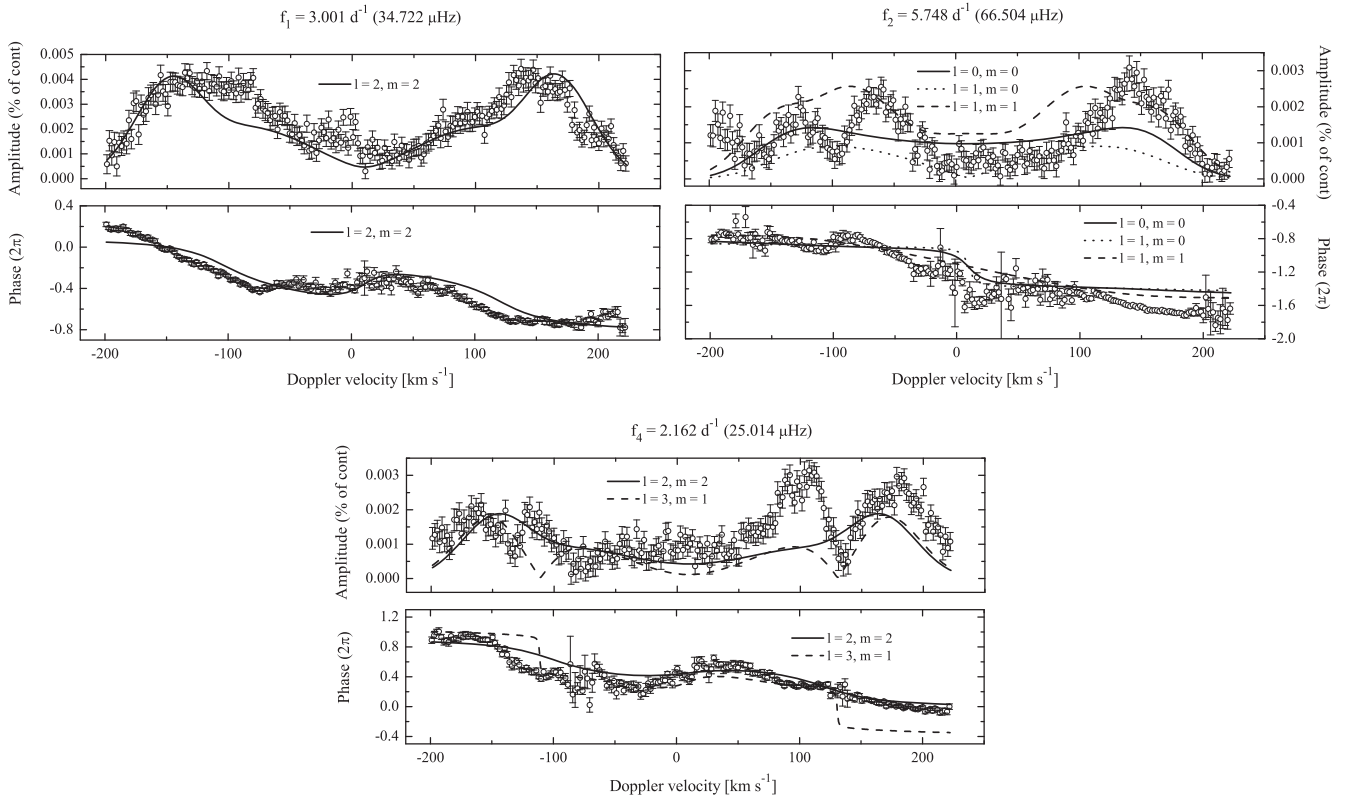 f1 = 3.001 d-1 (34.722 μHz)
Amplitude (% of cont)
0.005
0.004
0.003
0.002
0.001
0.000
l = 2, m = 2
Phase (2π)
0.4
0.0
-0.4
-0.8
l = 2, m = 2
-200 -100 0 100 200
Doppler velocity [km s-1]
f2 = 5.748 d-1 (66.504 μHz)
l = 0, m = 0
l = 1, m = 0
l = 1, m = 1
0.003
0.002
0.001
0.000
Amplitude (% of cont)
l = 0, m = 0
l = 1, m = 0
l = 1, m = 1
-0.4
-0.8
-1.2
-1.6
-2.0
Phase (2π)
-200 -100 0 100 200
Doppler velocity [km s-1]
f4 = 2.162 d-1 (25.014 μHz)
Amplitude (% of cont)
0.003
0.002
0.001
0.000
l = 2, m = 2
l = 3, m = 1
Phase (2π)
1.2
0.8
0.4
0.0
-0.4
l = 2, m = 2
l = 3, m = 1
-200 -100 0 100 200
Doppler velocity [km s-1]